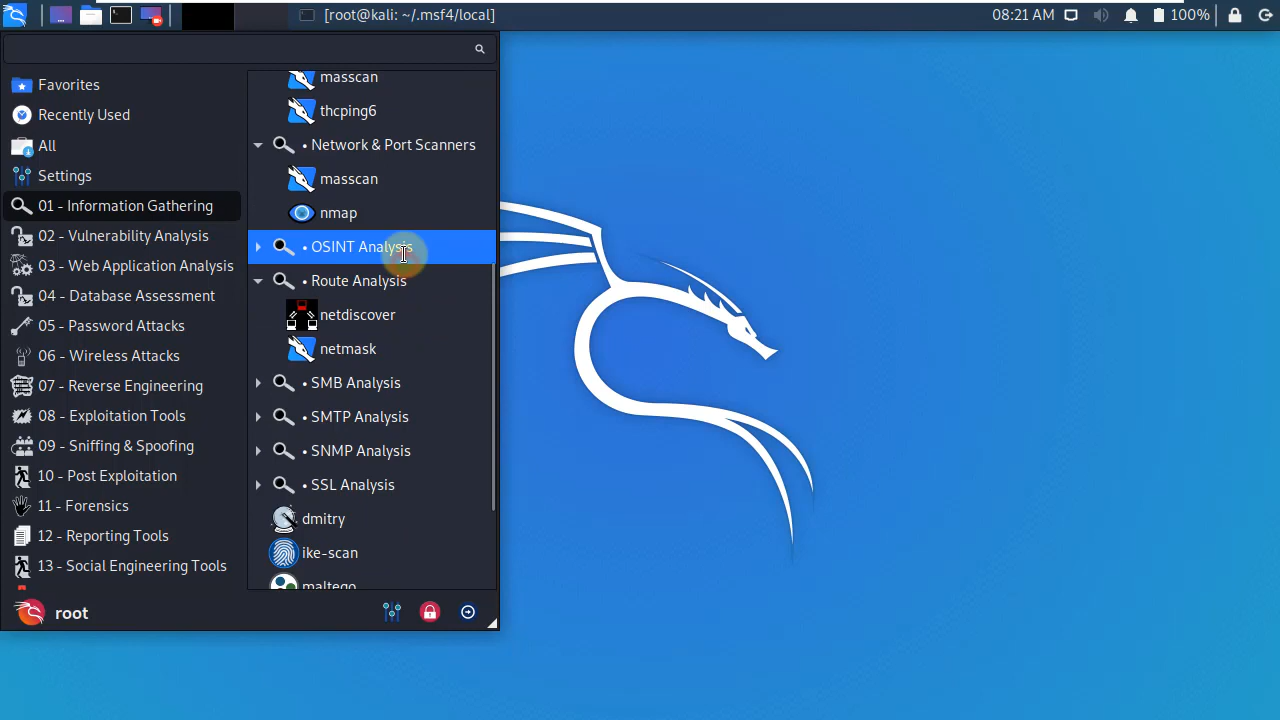 [root@kali: ~/.msf4/local]
08:21 AM
100%
Favorites
Recently Used
All
Settings
01 - Information Gathering
02 - Vulnerability Analysis
03 - Web Application Analysis
04 - Database Assessment
05 - Password Attacks
06 - Wireless Attacks
07 - Reverse Engineering
08 - Exploitation Tools
09 - Sniffing & Spoofing
10 - Post Exploitation
11 - Forensics
12 - Reporting Tools
13 - Social Engineering Tools
masscan
thcping6
• Network & Port Scanners
masscan
nmap
• OSINT Analysis
• Route Analysis
netdiscover
netmask
• SMB Analysis
• SMTP Analysis
• SNMP Analysis
• SSL Analysis
dmitry
ike-scan
maltego
root